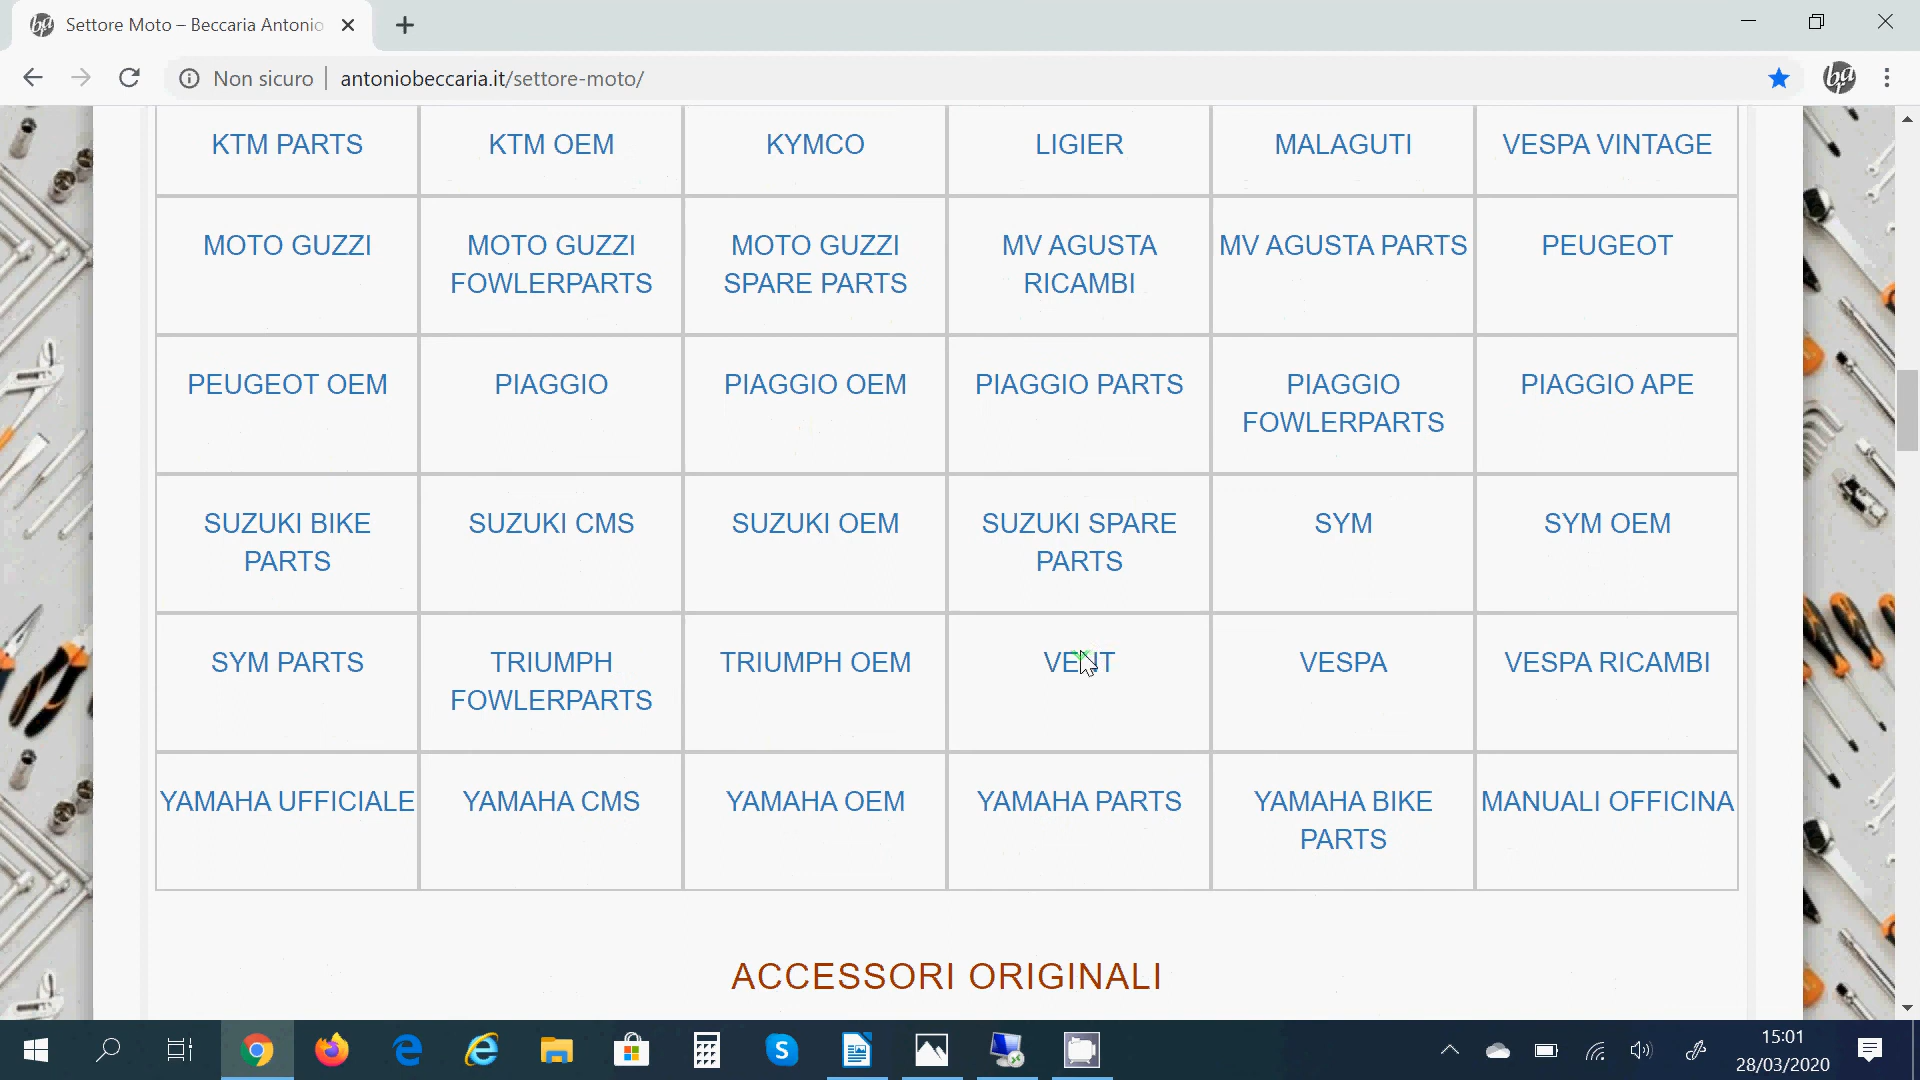 Settore Moto – Beccaria Antonio
Non sicuro
antoniobeccaria.it/settore-moto/
KTM PARTS
KTM OEM
KYMCO
LIGIER
MALAGUTI
VESPA VINTAGE
MOTO GUZZI
MOTO GUZZI
FOWLERPARTS
MOTO GUZZI
SPARE PARTS
MV AGUSTA
RICAMBI
MV AGUSTA PARTS
PEUGEOT
PEUGEOT OEM
PIAGGIO
PIAGGIO OEM
PIAGGIO PARTS
PIAGGIO
FOWLERPARTS
PIAGGIO APE
SUZUKI BIKE
PARTS
SUZUKI CMS
SUZUKI OEM
SUZUKI SPARE
PARTS
SYM
SYM OEM
SYM PARTS
TRIUMPH
FOWLERPARTS
TRIUMPH OEM
VENT
VESPA
VESPA RICAMBI
YAMAHA UFFICIALE
YAMAHA CMS
YAMAHA OEM
YAMAHA PARTS
YAMAHA BIKE
PARTS
MANUALI OFFICINA
ACCESSORI ORIGINALI
15:01
28/03/2020